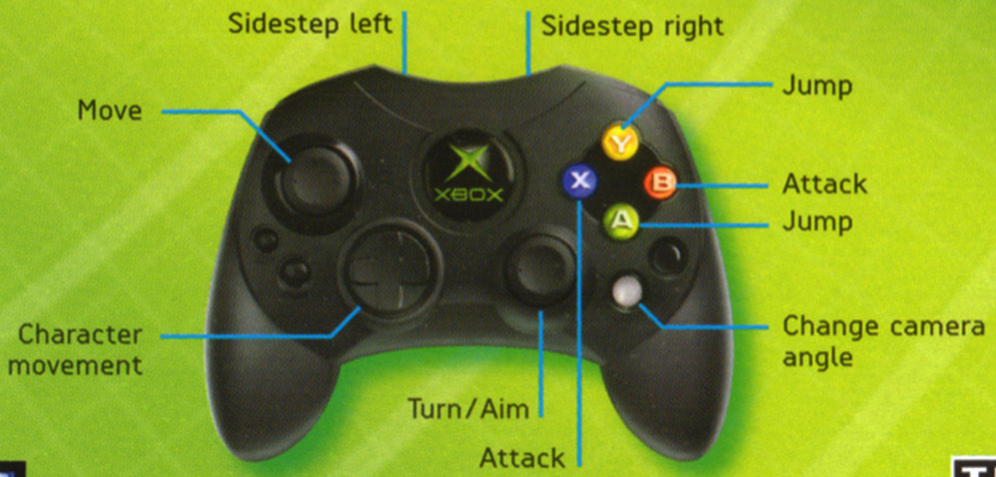 Sidestep left
Sidestep right
Move
Jump
Y
X
B
A
XBOX
Attack
Jump
Character
movement
Change camera
angle
Turn/Aim
Attack